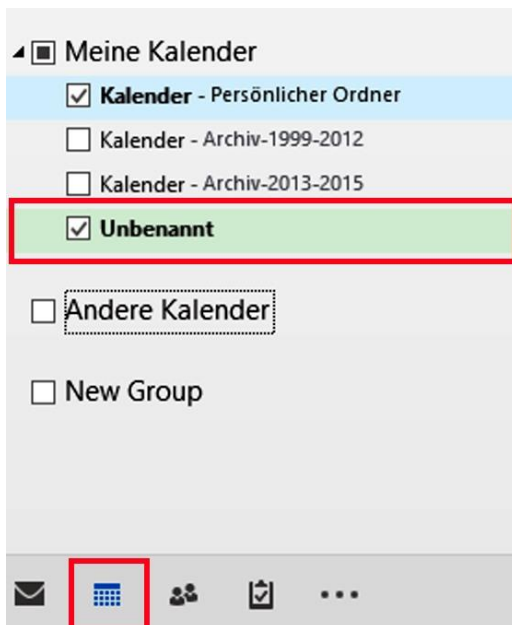 Meine Kalender
Kalender - Persönlicher Ordner
Kalender - Archiv-1999-2012
Kalender - Archiv-2013-2015
Unbenannt
Andere Kalender
New Group